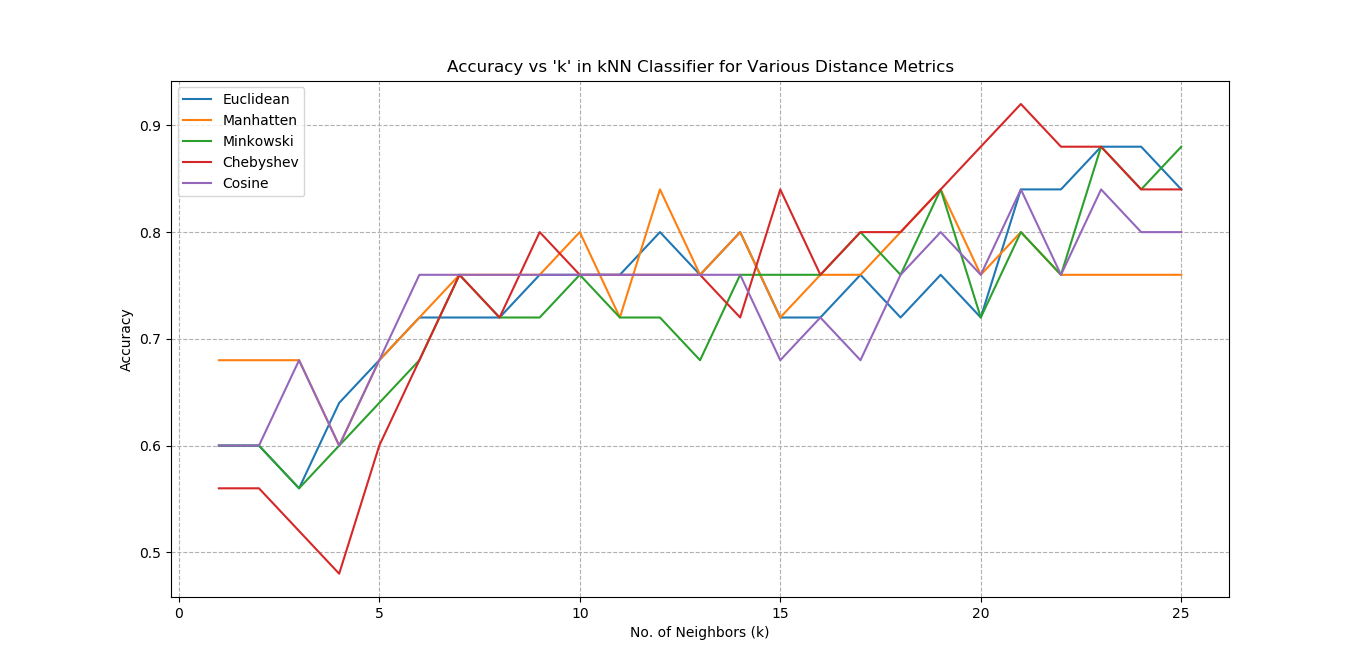 Accuracy vs 'k' in kNN Classifier for Various Distance Metrics
Euclidean
Manhatten
Minkowski
Chebyshev
Cosine
0.9
0.8
0.7
0.6
0.5
Accuracy
0
5
10
15
20
25
No. of Neighbors (k)